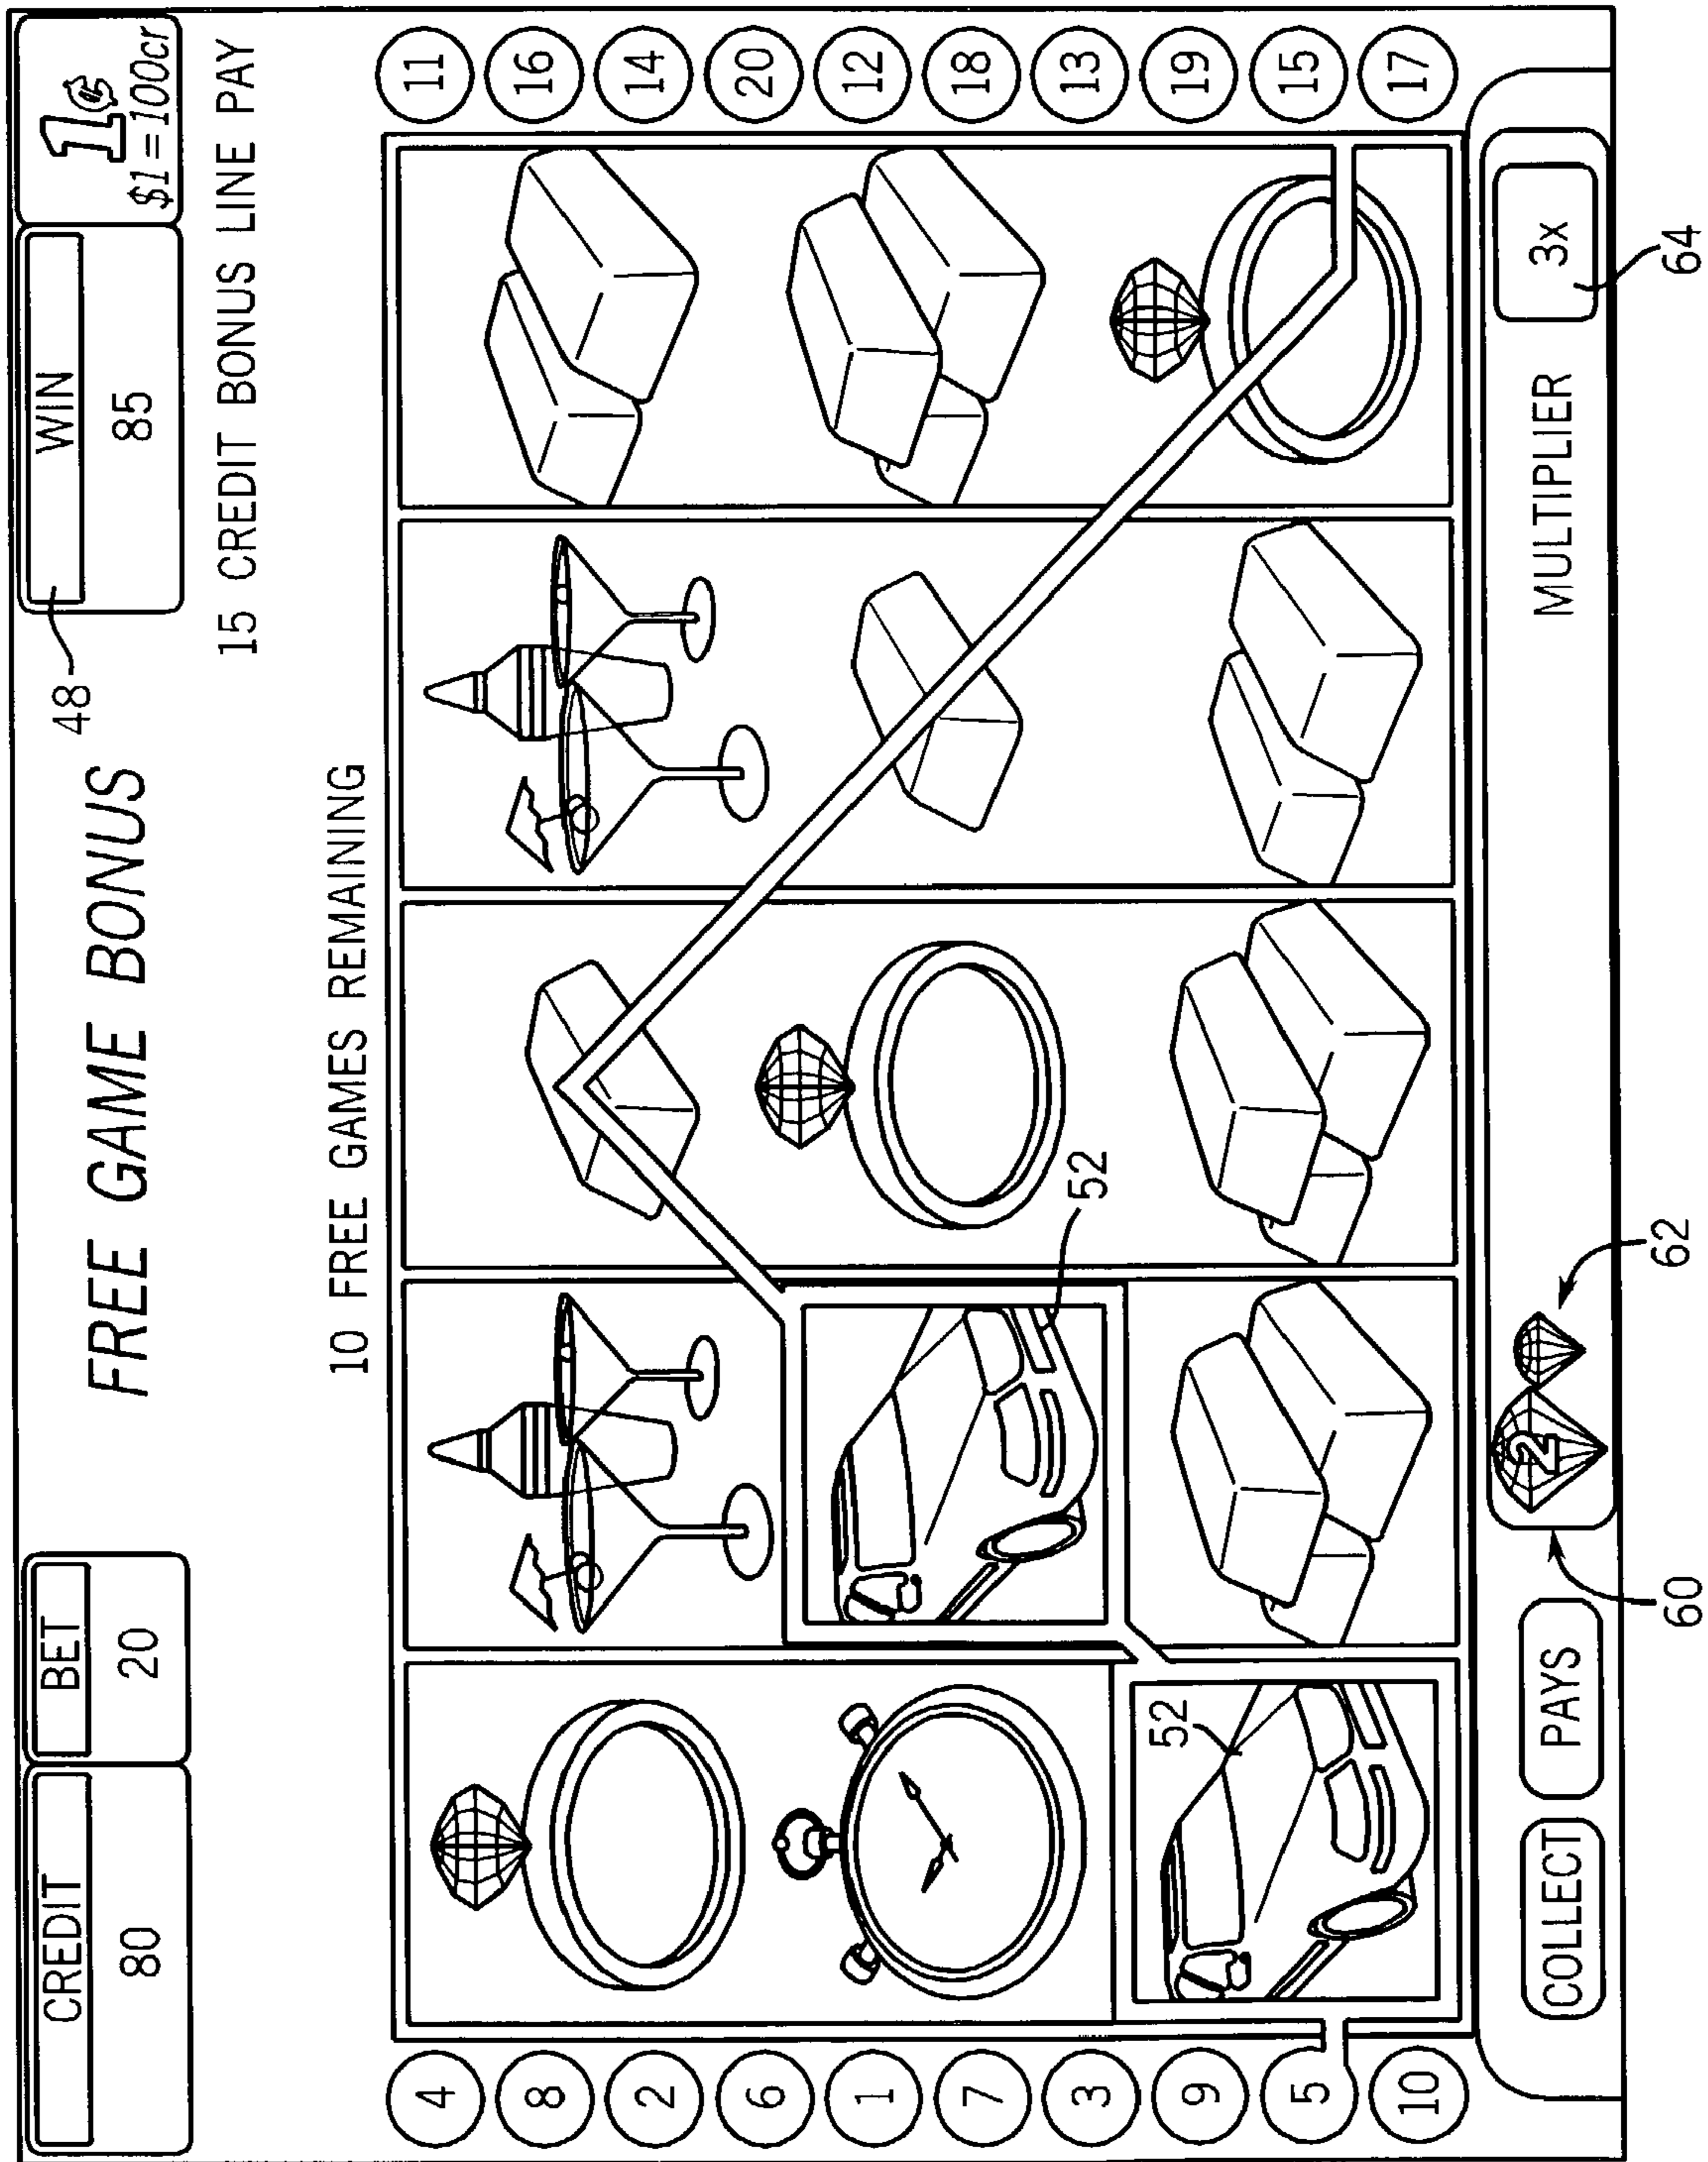 CREDIT
80
BET
20
FREE GAME BONUS
48
WIN
85
1¢
$1=100cr
15 CREDIT BONUS LINE PAY
10 FREE GAMES REMAINING
4
8
2
6
1
7
3
9
5
10
52
52
11
16
14
20
12
18
13
19
15
17
COLLECT
PAYS
2
MULTIPLIER
3x
60
62
64